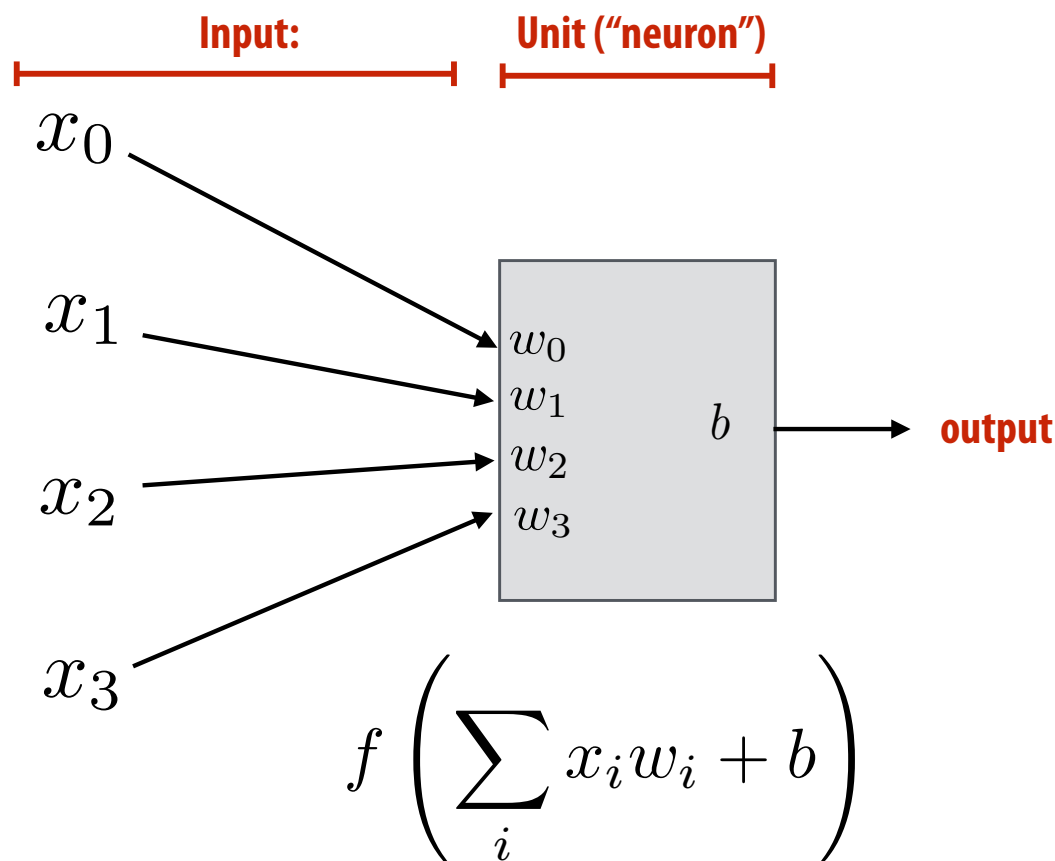 Input:
Unit (“neuron”)
x₀
x₁
x₂
x₃
w₀
w₁
w₂
w₃
b
output
f(∑ᵢ xᵢwᵢ + b)